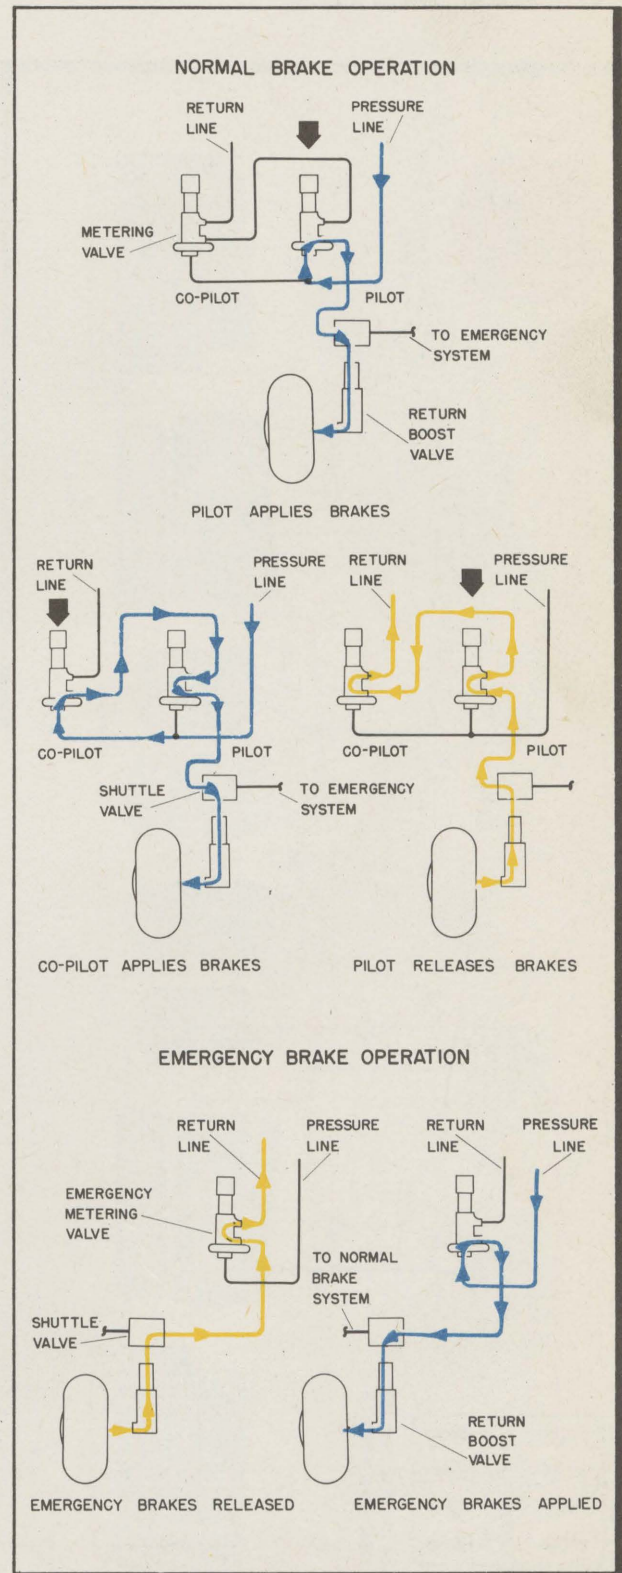 NORMAL BRAKE OPERATION
RETURN
LINE
PRESSURE
LINE
METERING
VALVE
CO-PILOT
PILOT
TO EMERGENCY
SYSTEM
RETURN
BOOST
VALVE
PILOT APPLIES BRAKES
RETURN
LINE
PRESSURE
LINE
CO-PILOT
PILOT
SHUTTLE
VALVE
TO EMERGENCY
SYSTEM
CO-PILOT APPLIES BRAKES
RETURN
LINE
PRESSURE
LINE
CO-PILOT
PILOT
PILOT RELEASES BRAKES
EMERGENCY BRAKE OPERATION
RETURN
LINE
PRESSURE
LINE
EMERGENCY
METERING
VALVE
SHUTTLE
VALVE
EMERGENCY BRAKES RELEASED
RETURN
LINE
PRESSURE
LINE
TO NORMAL
BRAKE
SYSTEM
RETURN
BOOST
VALVE
EMERGENCY BRAKES APPLIED